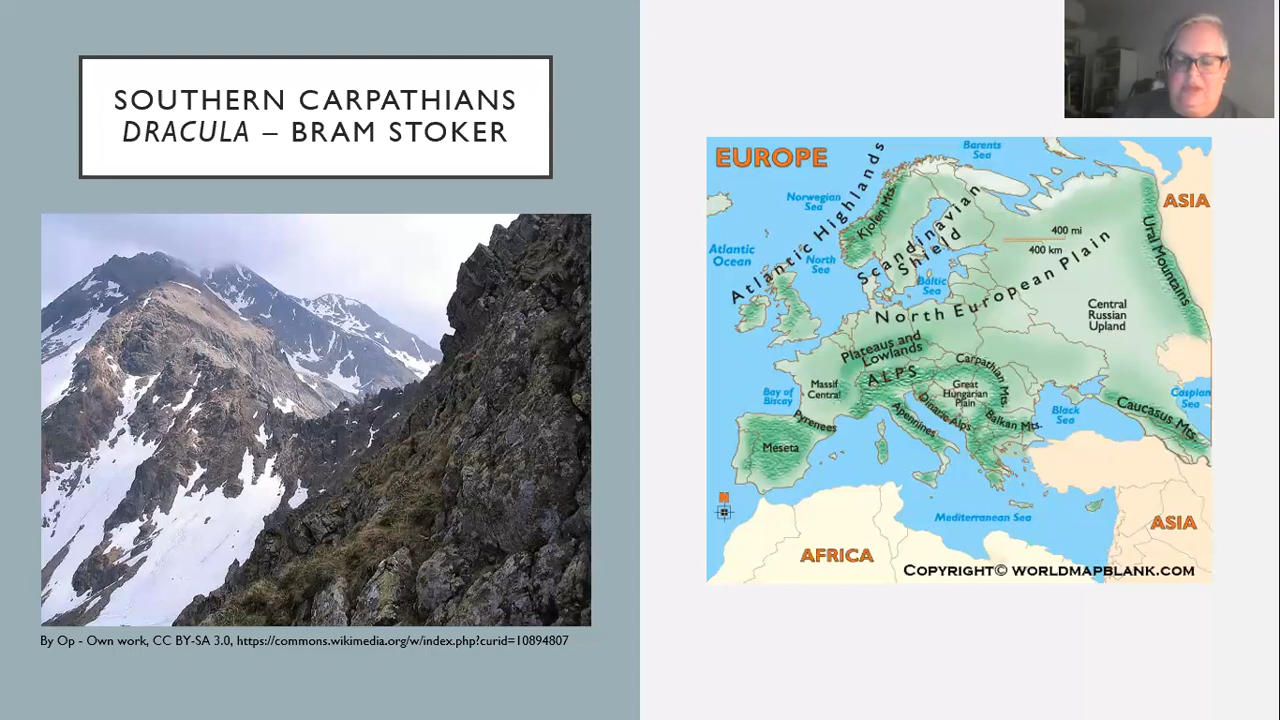 SOUTHERN CARPATHIANS
DRACULA – BRAM STOKER
By Op - Own work, CC BY-SA 3.0, https://commons.wikimedia.org/w/index.php?curid=10894807
EUROPE
Barents
Sea
ASIA
Norwegian
Sea
Atlantic Highlands
Kjolen Mts.
Scandinavian
Shield
400 mi
400 km
Ural Mountains
Atlantic
Ocean
North
Sea
Baltic
Sea
North European Plain
Central
Russian
Upland
Plateaus and
Lowlands
ALPS
Carpathian Mts.
Massif
Central
Great
Hungarian
Plain
Bay of
Biscay
Caspian
Sea
Black
Sea
Caucasus Mts.
Pyrenees
Apennines
Dinaric Alps
Balkan Mts.
Meseta
N
Mediterranean Sea
ASIA
AFRICA
COPYRIGHT© WORLDMAPBLANK.COM